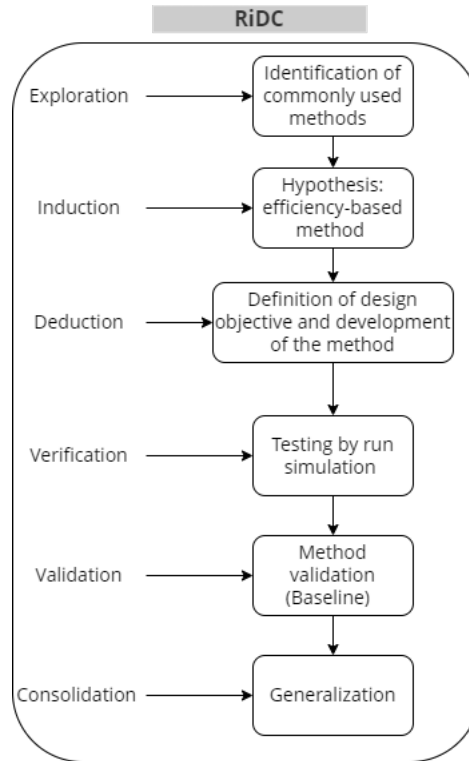 RiDC
Exploration
Identification of
commonly used
methods
Induction
Hypothesis:
efficiency-based
method
Deduction
Definition of design
objective and development
of the method
Verification
Testing by run
simulation
Validation
Method
validation
(Baseline)
Consolidation
Generalization